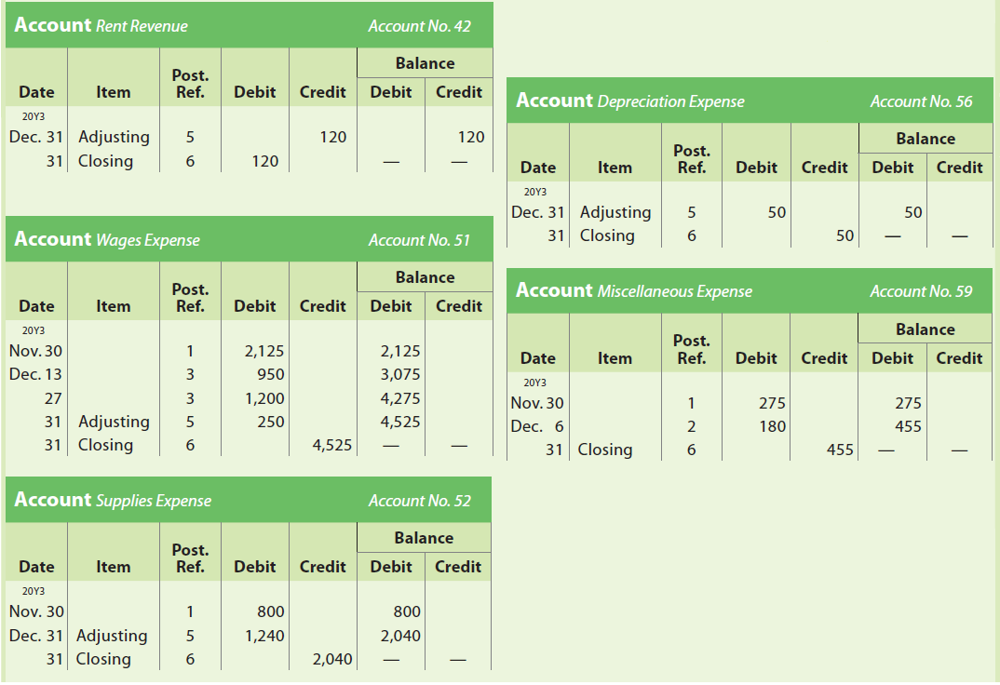 Account Rent Revenue Account No. 42
Balance
Post.
Date Item Ref. Debit Credit Debit Credit
20Y3
Dec. 31 Adjusting 5 120 120
31 Closing 6 120 — —
Account Wages Expense Account No. 51
Balance
Post.
Date Item Ref. Debit Credit Debit Credit
20Y3
Nov. 30 1 2,125 2,125
Dec. 13 3 950 3,075
27 3 1,200 4,275
31 Adjusting 5 250 4,525
31 Closing 6 4,525 — —
Account Supplies Expense Account No. 52
Balance
Post.
Date Item Ref. Debit Credit Debit Credit
20Y3
Nov. 30 1 800 800
Dec. 31 Adjusting 5 1,240 2,040
31 Closing 6 2,040 — —
Account Depreciation Expense Account No. 56
Balance
Post.
Date Item Ref. Debit Credit Debit Credit
20Y3
Dec. 31 Adjusting 5 50 50
31 Closing 6 50 — —
Account Miscellaneous Expense Account No. 59
Balance
Post.
Date Item Ref. Debit Credit Debit Credit
20Y3
Nov. 30 1 275 275
Dec. 6 2 180 455
31 Closing 6 455 — —